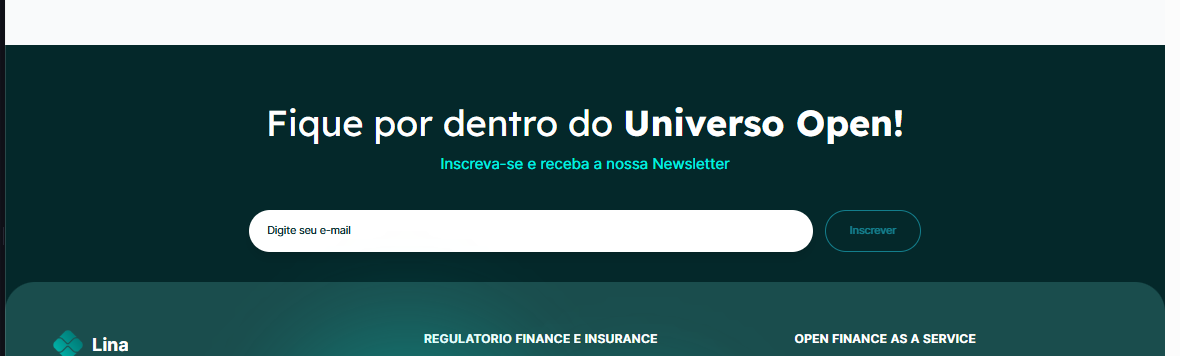 Fique por dentro do Universo Open!
Inscreva-se e receba a nossa Newsletter
Digite seu e-mail
Inscrever
Lina
REGULATORIO FINANCE E INSURANCE
OPEN FINANCE AS A SERVICE